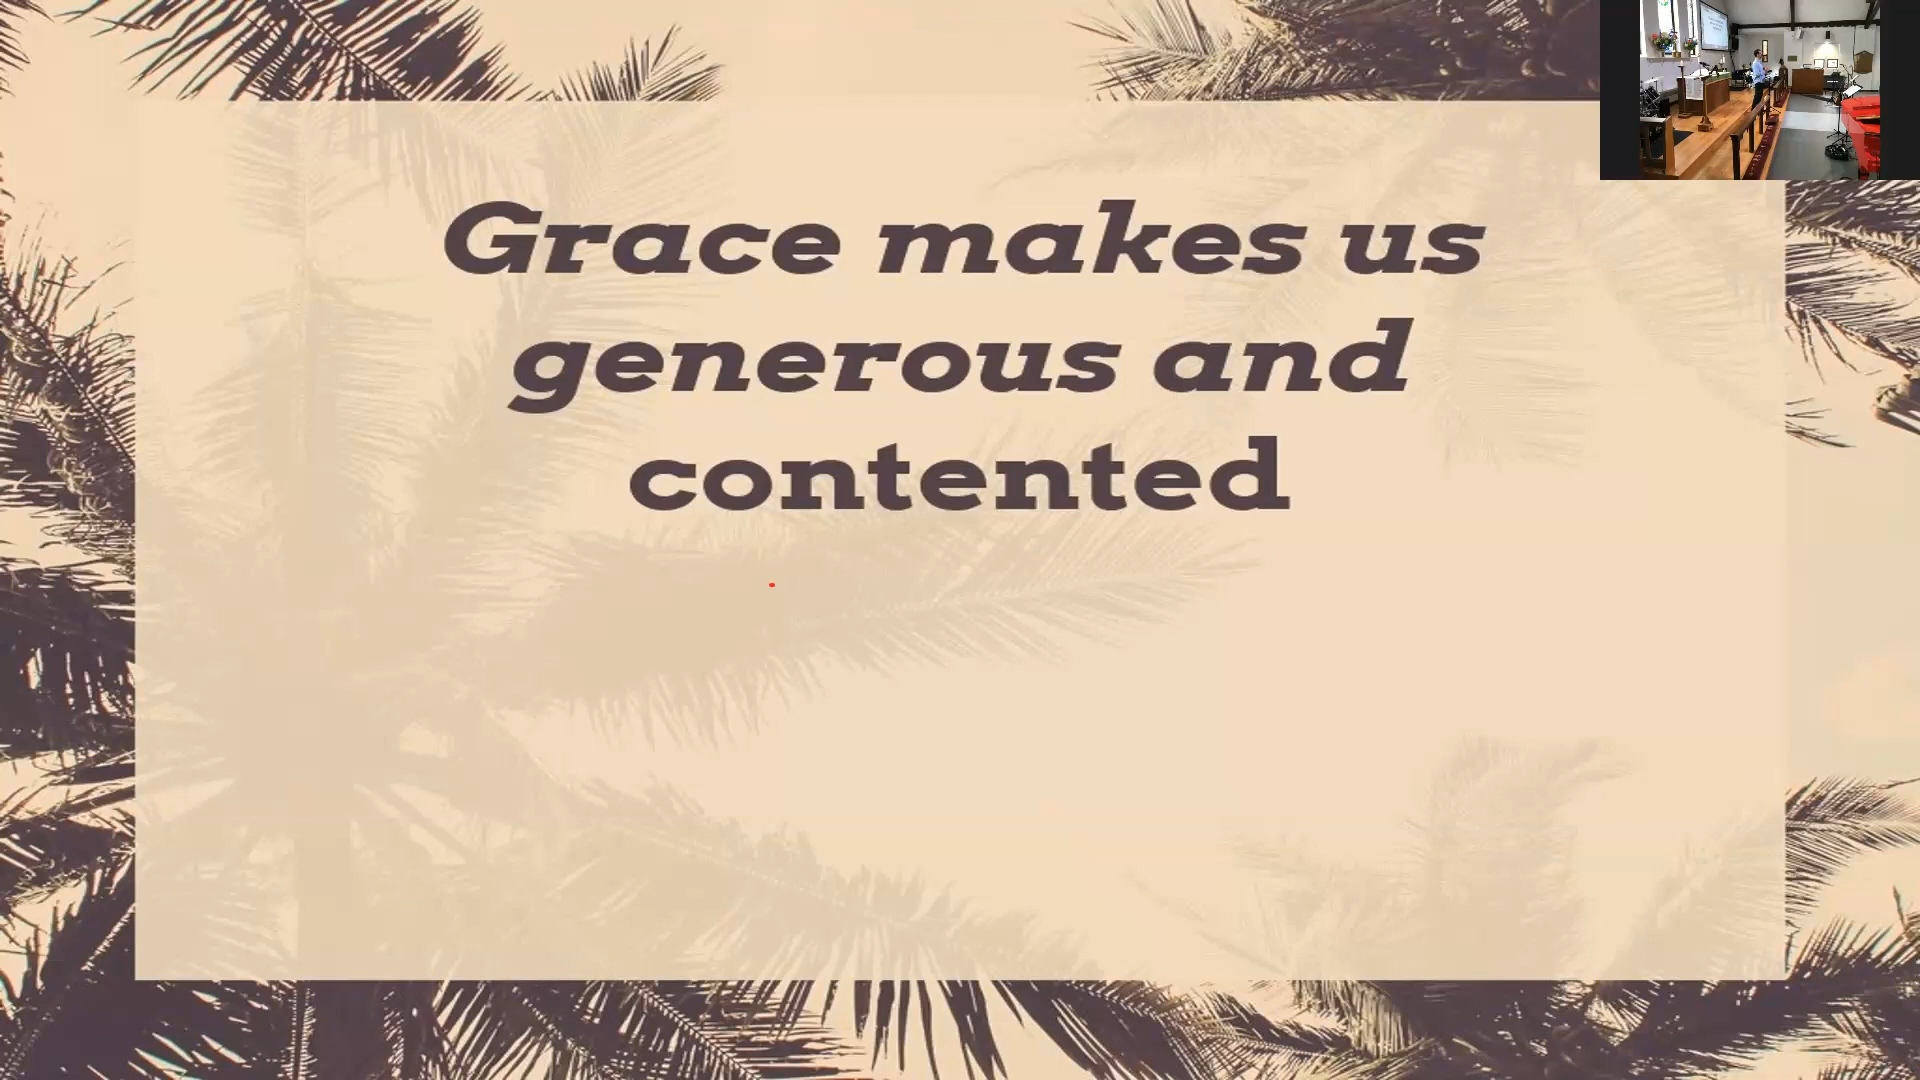 Grace makes us
generous and
contented